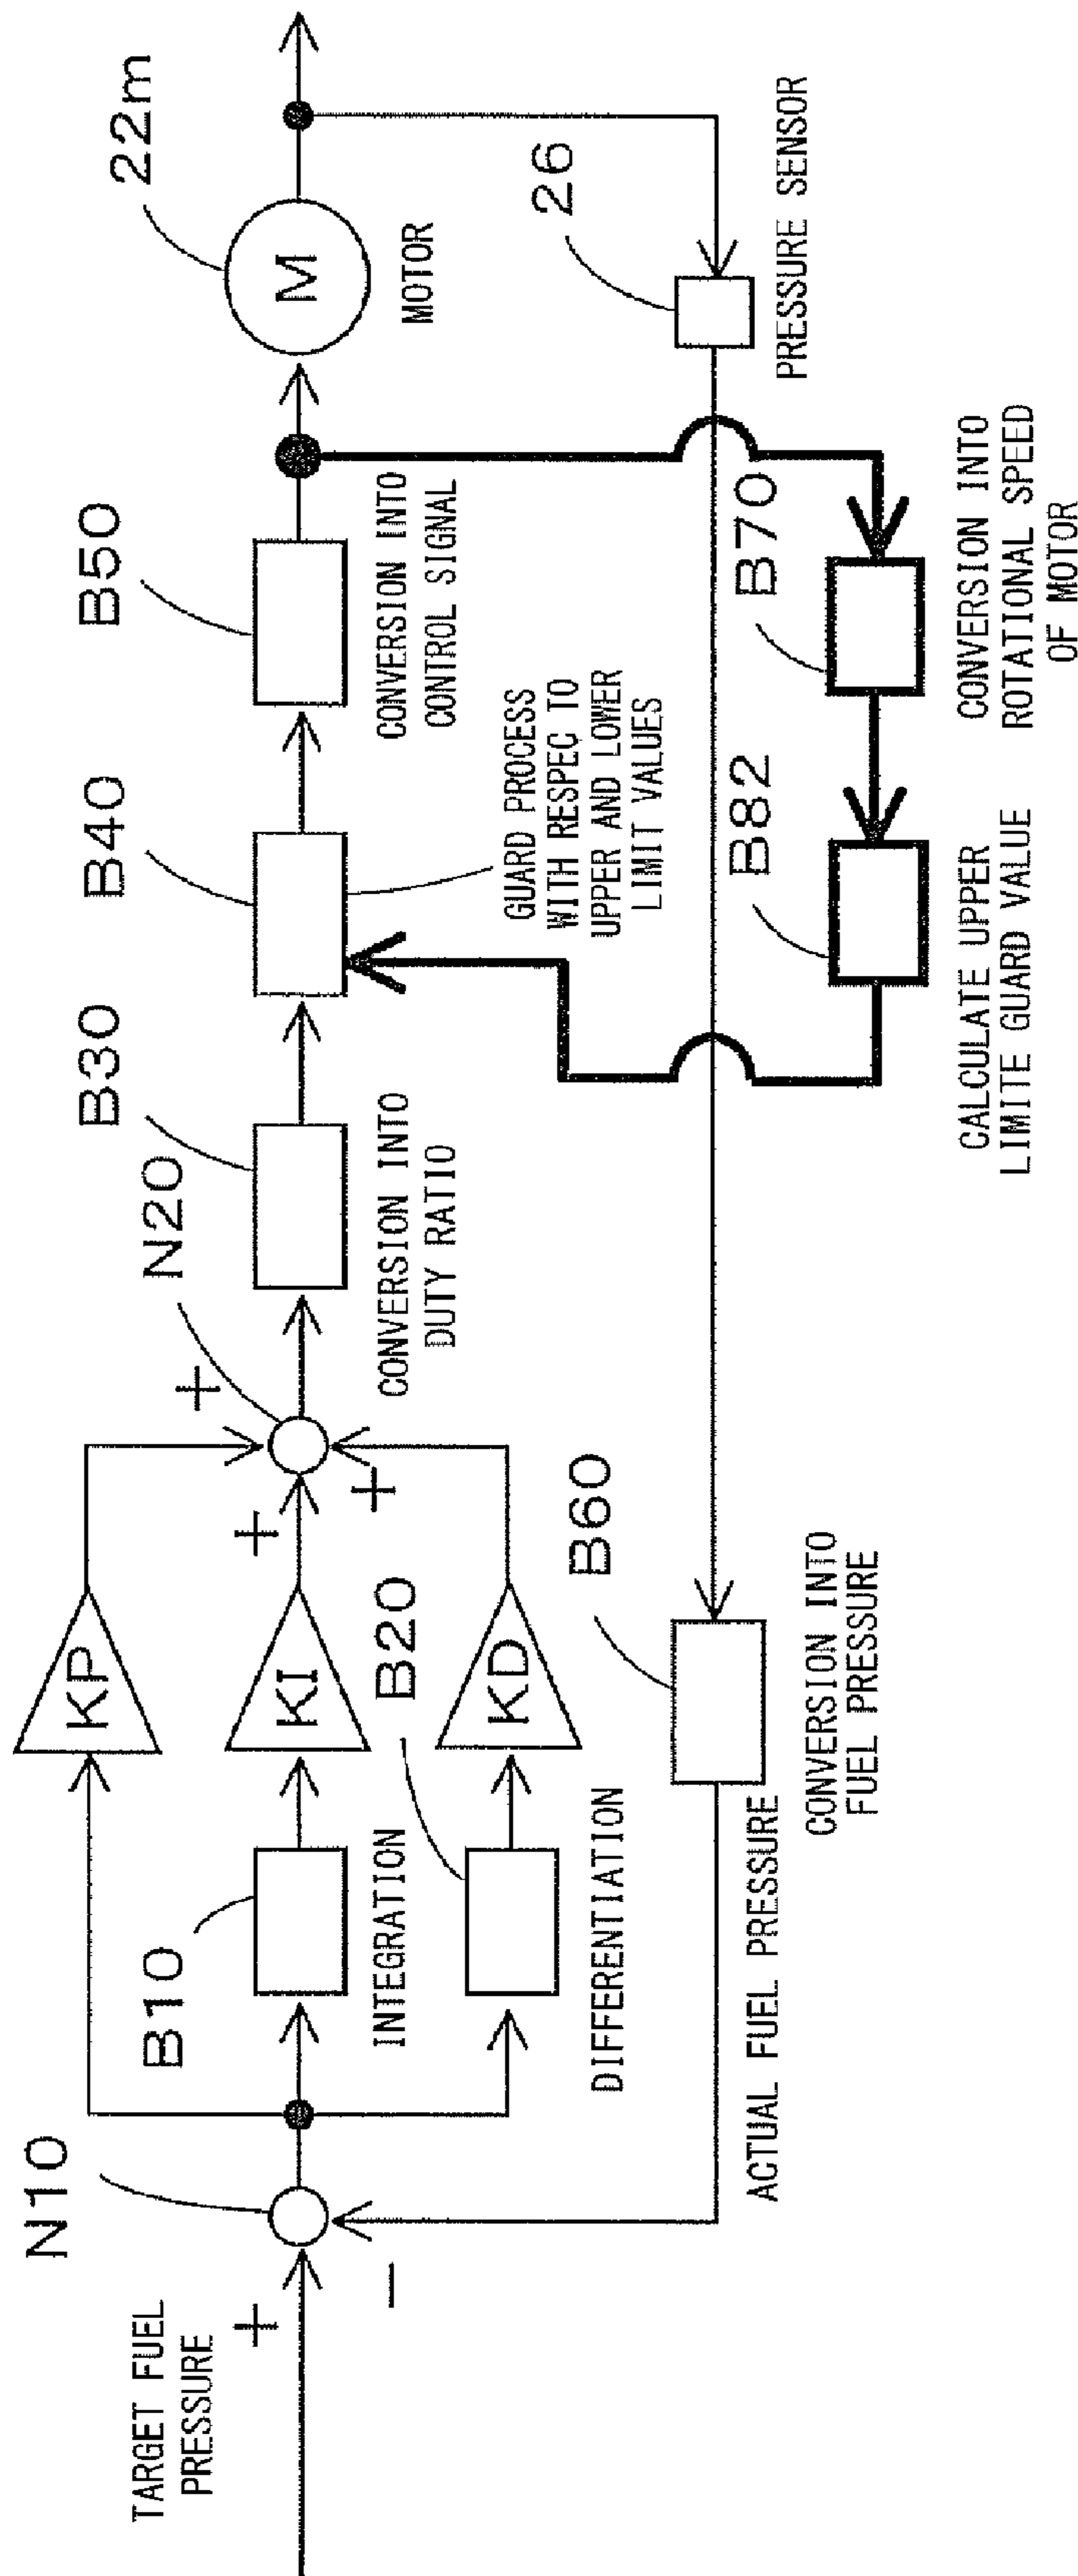 TARGET FUEL
PRESSURE
+
−
N10
B10
INTEGRATION
B20
DIFFERENTIATION
KP
KI
KD
+
+
+
N20
B30
CONVERSION INTO
DUTY RATIO
B40
GUARD PROCESS
WITH RESPEC TO
UPPER AND LOWER
LIMIT VALUES
B50
CONVERSION INTO
CONTROL SIGNAL
M
22m
MOTOR
26
PRESSURE SENSOR
B60
CONVERSION INTO
FUEL PRESSURE
ACTUAL FUEL PRESSURE
B82
CALCULATE UPPER
LIMITE GUARD VALUE
B70
CONVERSION INTO
ROTATIONAL SPEED
OF MOTOR